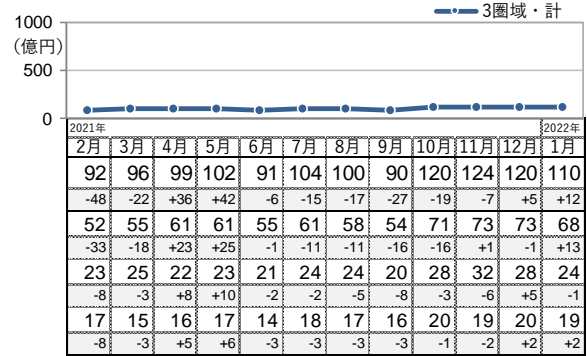 3圏域・計
1000
(億円)
500
0
2021年 2022年
2月 3月 4月 5月 6月 7月 8月 9月 10月 11月 12月 1月
92 96 99 102 91 104 100 90 120 124 120 110
-48 -22 +36 +42 -6 -15 -17 -27 -19 -7 +5 +12
52 55 61 61 55 61 58 54 71 73 73 68
-33 -18 +23 +25 -1 -11 -11 -16 -16 +1 -1 +13
23 25 22 23 21 24 24 20 28 32 28 24
-8 -3 +8 +10 -2 -2 -5 -8 -3 -6 +5 -1
17 15 16 17 14 18 17 16 20 19 20 19
-8 -3 +5 +6 -3 -3 -3 -3 -1 -2 +2 +2